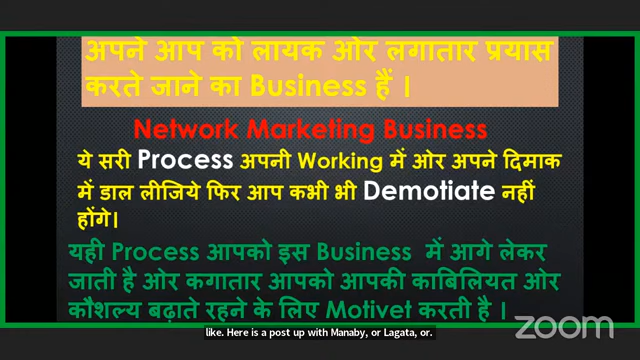 अपने आप को लायक ओर लगातार प्रयास
करते जाने का Business हैं ।
Network Marketing Business
ये सरी Process अपनी Working में ओर अपने दिमाक
में डाल लीजिये फिर आप कभी भी Demotiate नहीं
होंगे।
यही Process आपको इस Business में आगे लेकर
जाती है ओर कगातार आपको आपकी काबिलियत ओर
कौशल्य बढ़ाते रहने के लिए Motivet करती है ।
like. Here is a post up with Manaby, or Lagata, or.
zoom